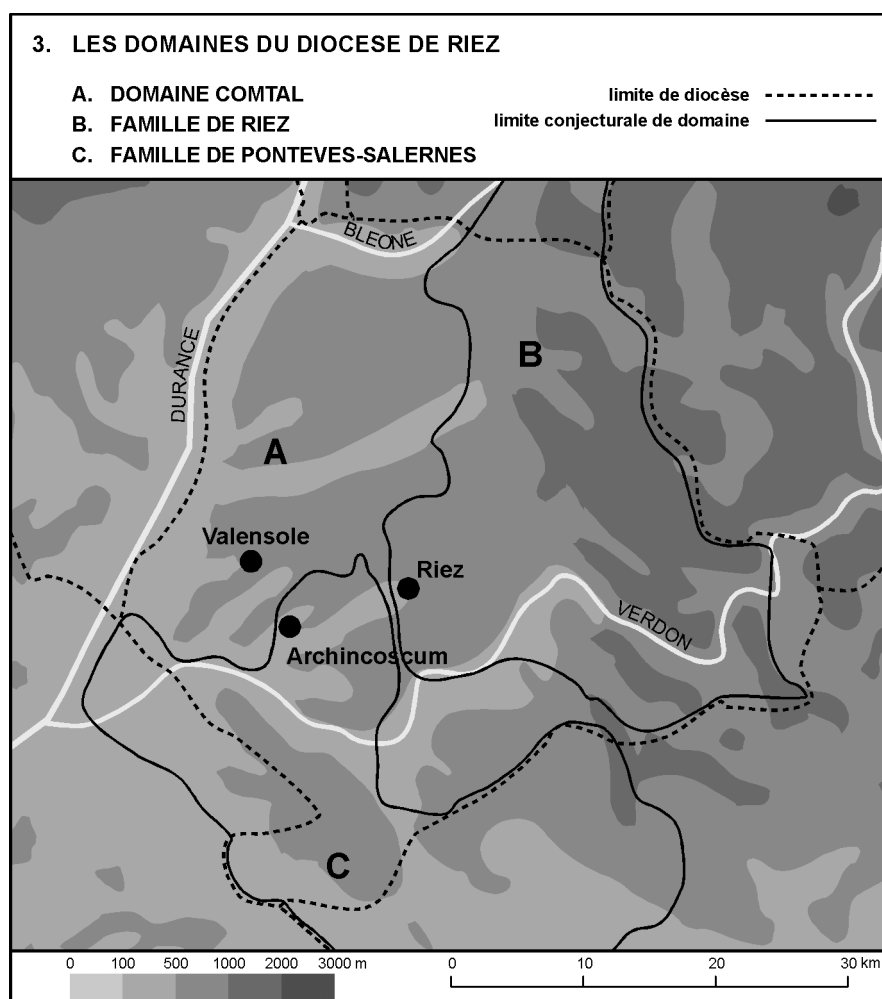 3. LES DOMAINES DU DIOCESE DE RIEZ
A. DOMAINE COMTAL
B. FAMILLE DE RIEZ
C. FAMILLE DE PONTEVES-SALERNES
limite de diocèse
limite conjecturale de domaine
BLEONE
DURANCE
B
A
Valensole
Riez
VERDON
Archincoscum
C
0 100 500 1000 2000 3000 m
0 10 20 30 km